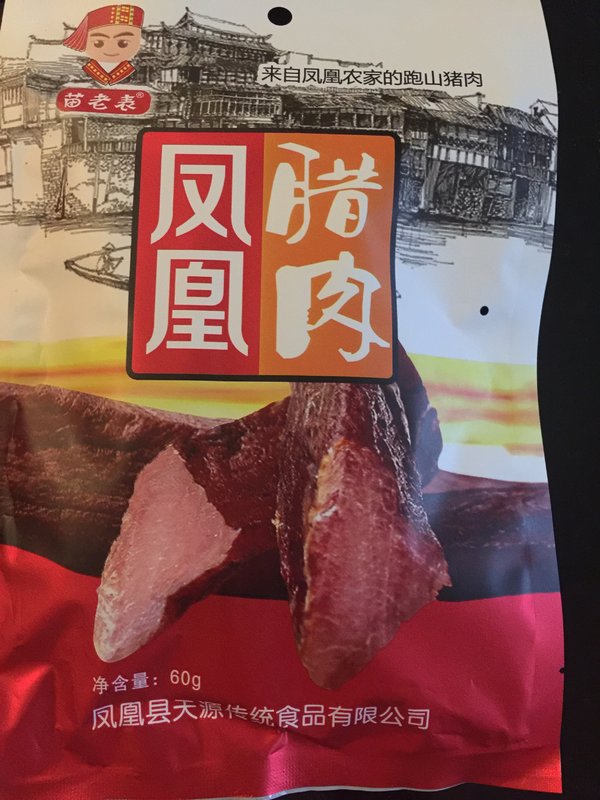 苗老表®
来自凤凰农家的跑山猪肉
凤凰
腊肉
净含量：60g
凤凰县天源传统食品有限公司